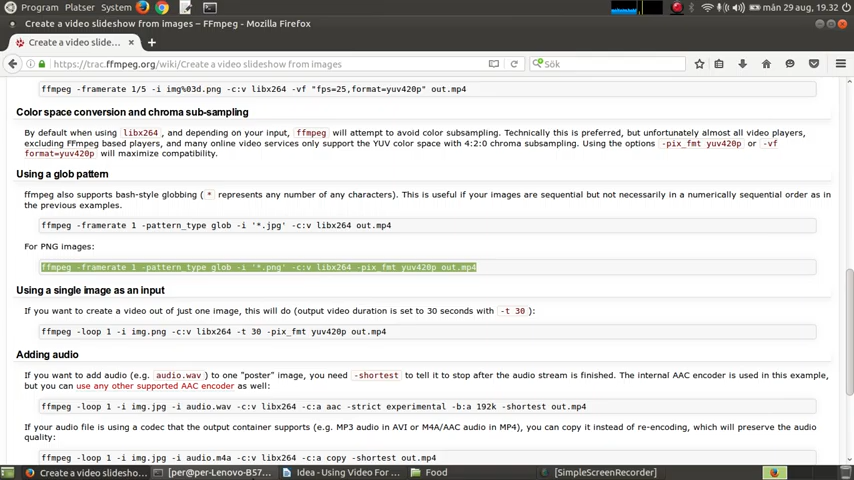 Program Platser System mån 29 aug, 19.32
Create a video slideshow from images – FFmpeg - Mozilla Firefox
Create a video slide...
https://trac.ffmpeg.org/wiki/Create a video slideshow from images
Sök
ffmpeg -framerate 1/5 -i img%03d.png -c:v libx264 -vf "fps=25,format=yuv420p" out.mp4
Color space conversion and chroma sub-sampling
By default when using libx264, and depending on your input, ffmpeg will attempt to avoid color subsampling. Technically this is preferred, but unfortunately almost all video players,
excluding FFmpeg based players, and many online video services only support the YUV color space with 4:2:0 chroma subsampling. Using the options -pix_fmt yuv420p or -vf
format=yuv420p will maximize compatibility.
Using a glob pattern
ffmpeg also supports bash-style globbing ( * represents any number of any characters). This is useful if your images are sequential but not necessarily in a numerically sequential order as in
the previous examples.
ffmpeg -framerate 1 -pattern_type glob -i '*.jpg' -c:v libx264 out.mp4
For PNG images:
ffmpeg -framerate 1 -pattern_type glob -i '*.png' -c:v libx264 -pix_fmt yuv420p out.mp4
Using a single image as an input
If you want to create a video out of just one image, this will do (output video duration is set to 30 seconds with -t 30 ):
ffmpeg -loop 1 -i img.png -c:v libx264 -t 30 -pix_fmt yuv420p out.mp4
Adding audio
If you want to add audio (e.g. audio.wav ) to one "poster" image, you need -shortest to tell it to stop after the audio stream is finished. The internal AAC encoder is used in this example,
but you can use any other supported AAC encoder as well:
ffmpeg -loop 1 -i img.jpg -i audio.wav -c:v libx264 -c:a aac -strict experimental -b:a 192k -shortest out.mp4
If your audio file is using a codec that the output container supports (e.g. MP3 audio in AVI or M4A/AAC audio in MP4), you can copy it instead of re-encoding, which will preserve the audio
quality:
ffmpeg -loop 1 -i img.jpg -i audio.m4a -c:v libx264 -c:a copy -shortest out.mp4
Create a video slidesho... [per@per-Lenovo-B57... Idea - Using Video For ... Food [SimpleScreenRecorder]